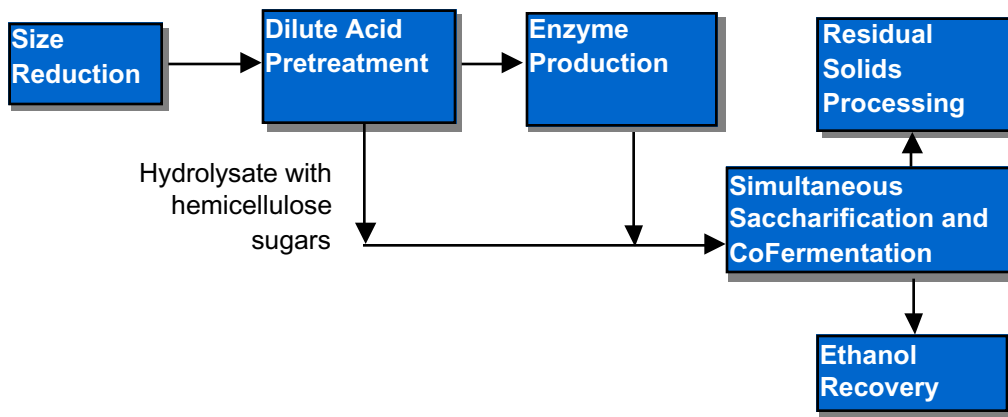 Size
Reduction
Dilute Acid
Pretreatment
Enzyme
Production
Residual
Solids
Processing
Hydrolysate with
hemicellulose
sugars
Simultaneous
Saccharification and
CoFermentation
Ethanol
Recovery